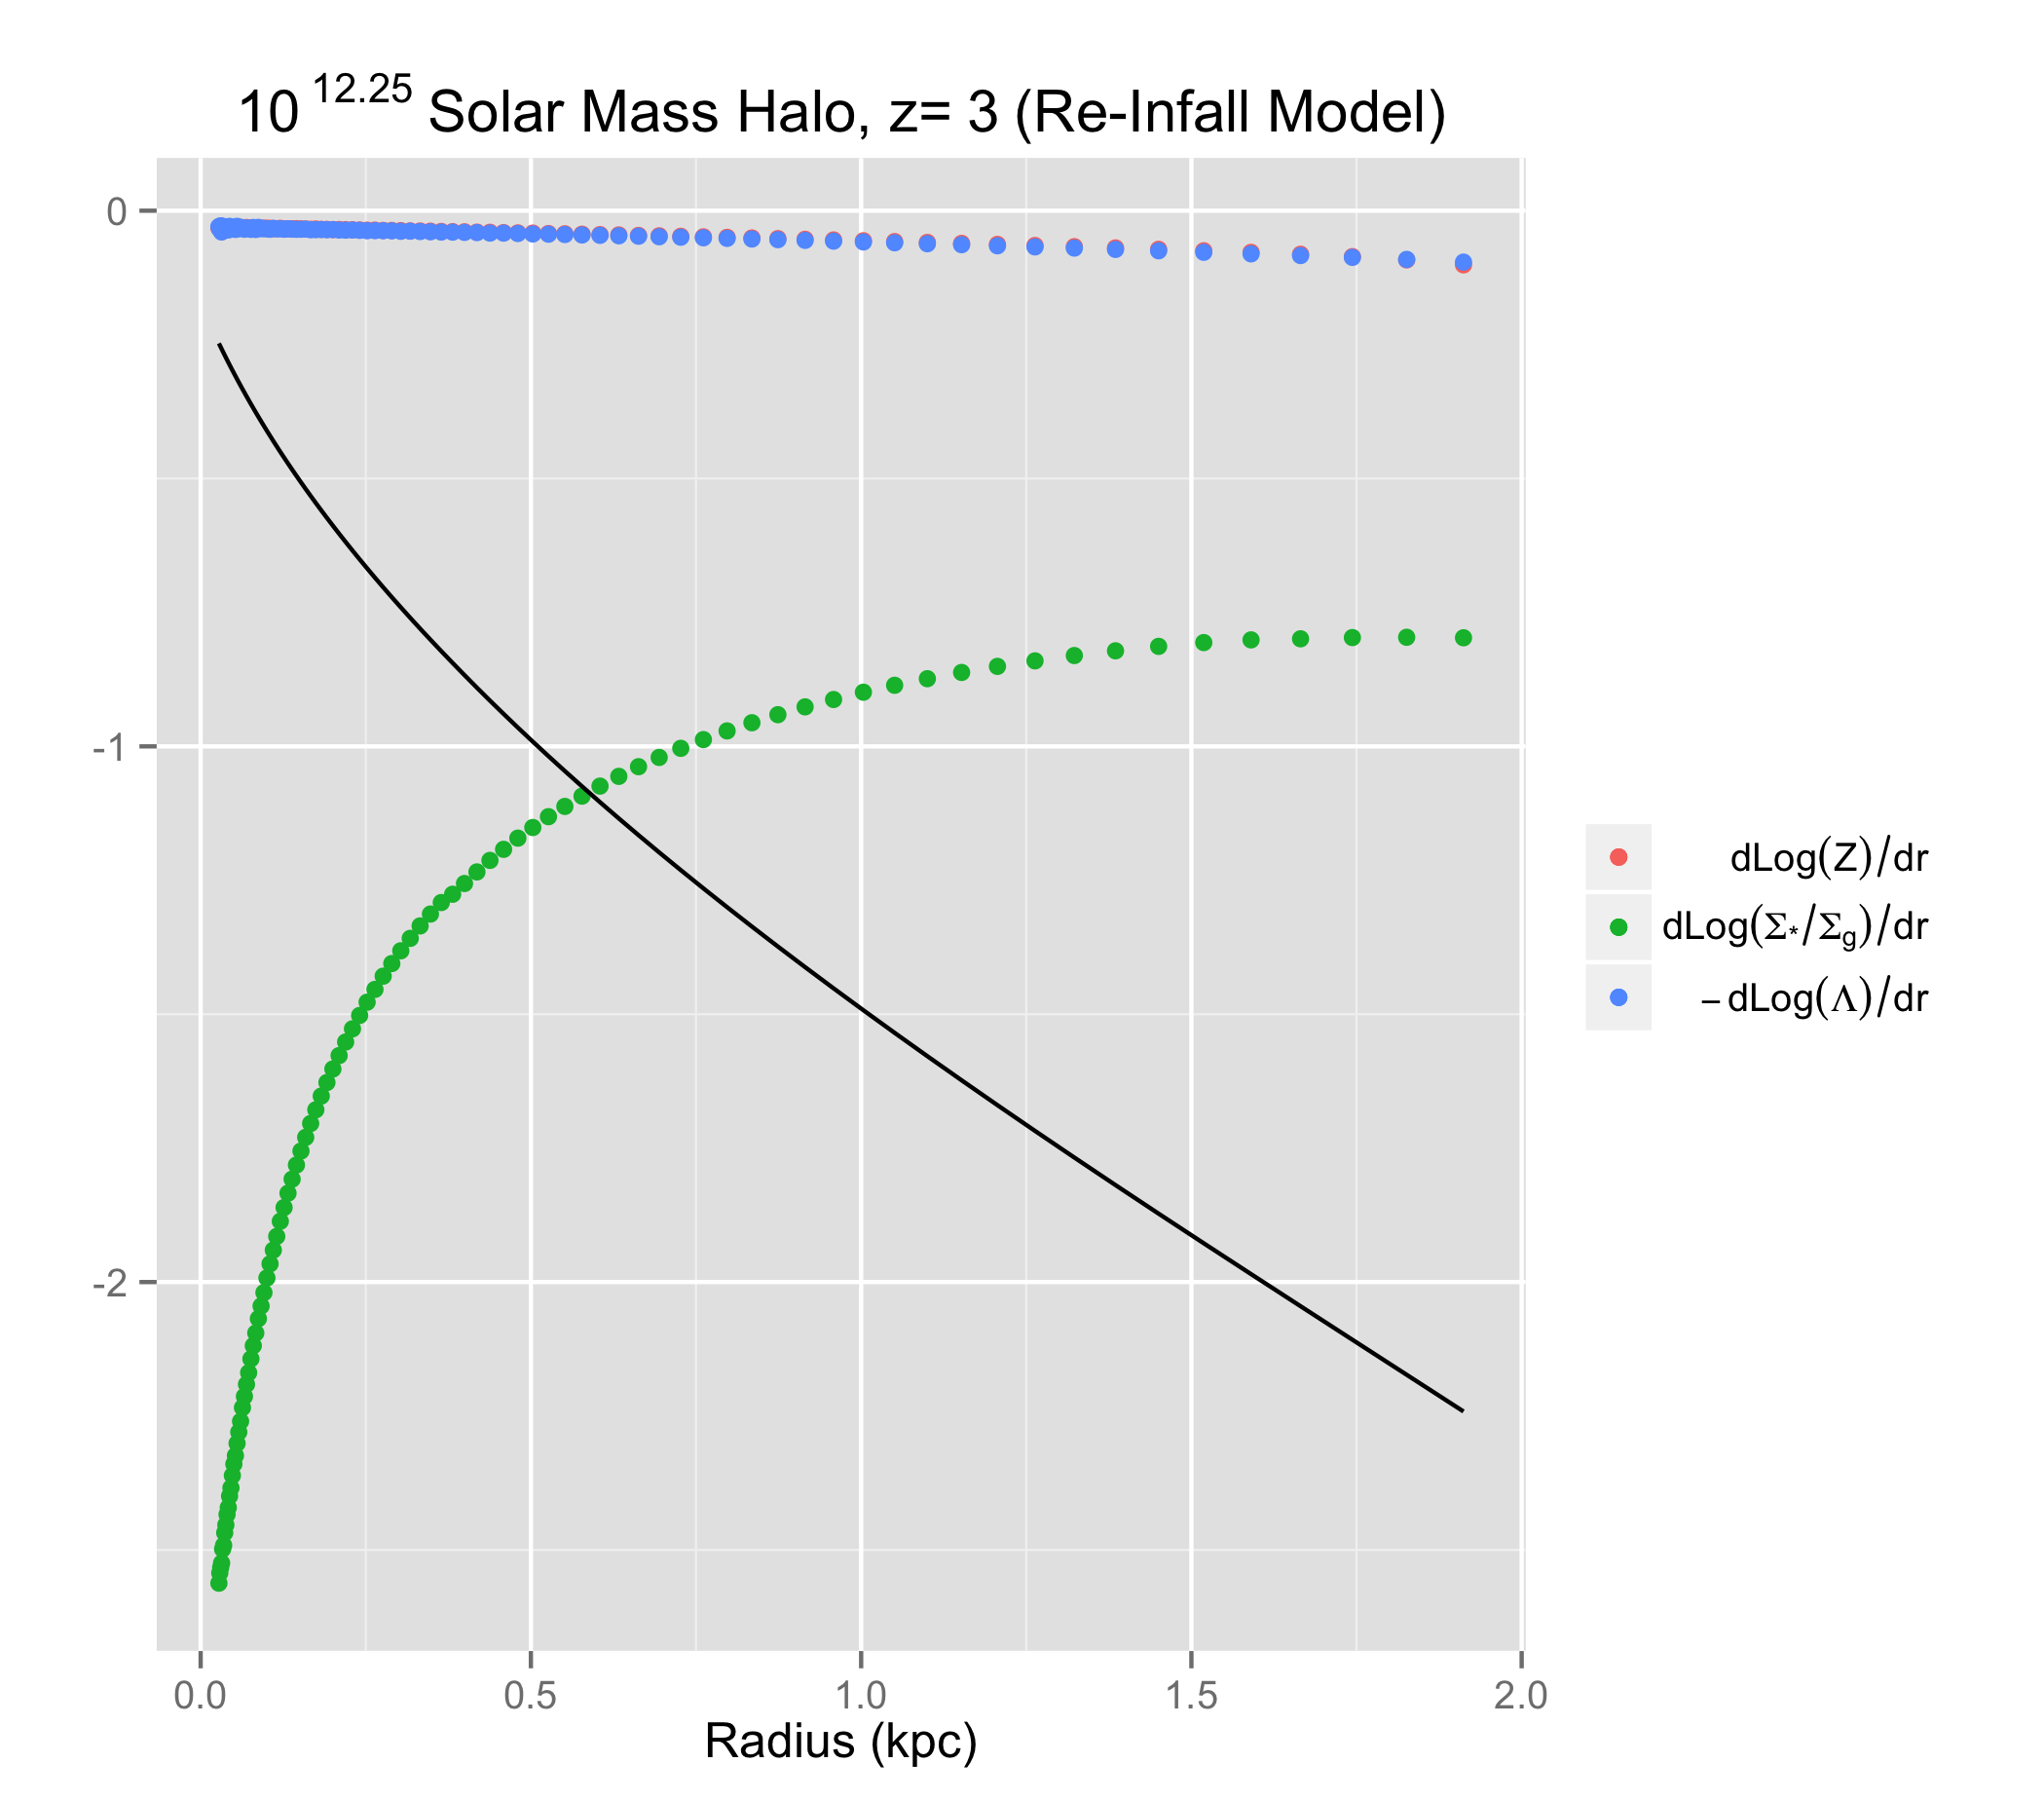 10^12.25 Solar Mass Halo, z= 3 (Re-Infall Model)
0
-1
-2
0.0 0.5 1.0 1.5 2.0
Radius (kpc)
dLog(Z)/dr
dLog(Σ*/Σg)/dr
−dLog(Λ)/dr